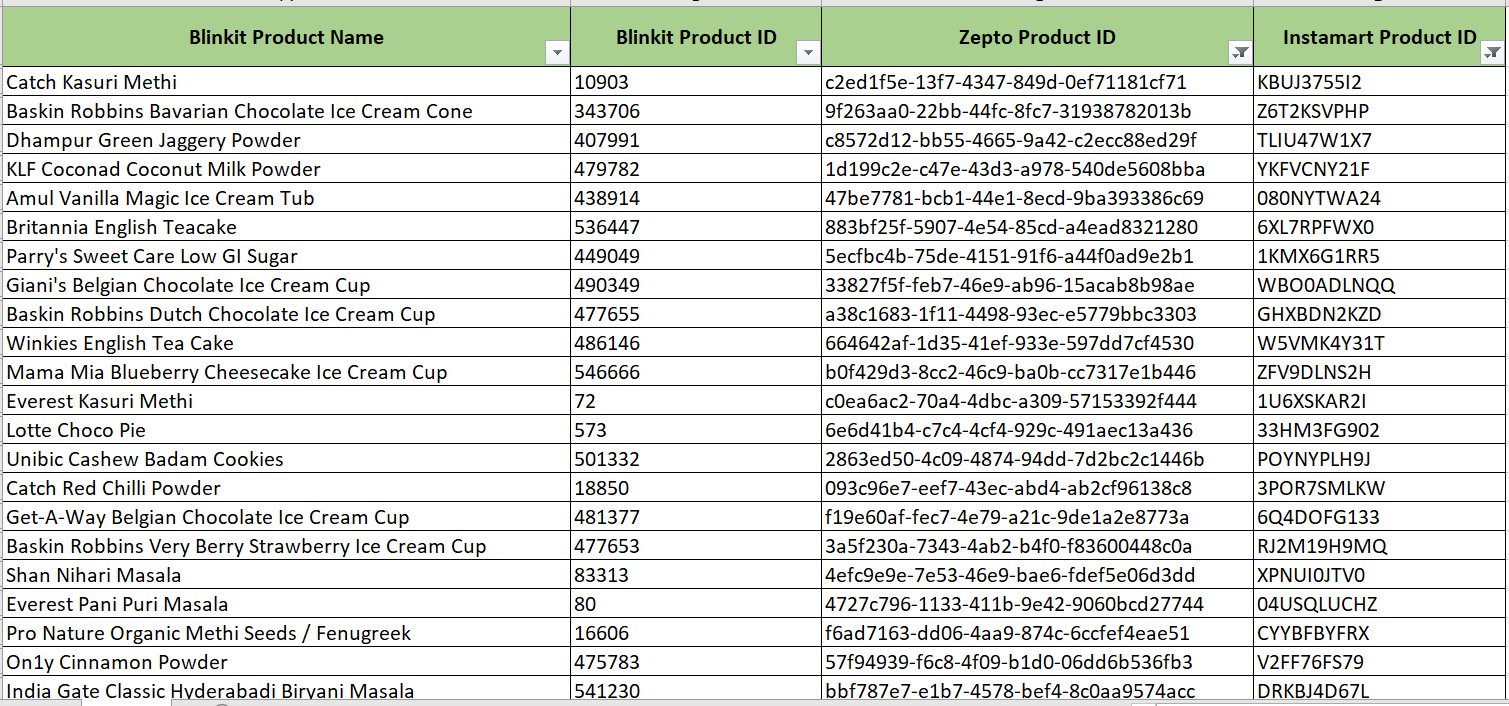 Blinkit Product Name Blinkit Product ID Zepto Product ID Instamart Product ID
Catch Kasuri Methi 10903 c2ed1f5e-13f7-4347-849d-0ef71181cf71 KBUJ3755I2
Baskin Robbins Bavarian Chocolate Ice Cream Cone 343706 9f263aa0-22bb-44fc-8fc7-31938782013b Z6T2KSVPHP
Dhampur Green Jaggery Powder 407991 c8572d12-bb55-4665-9a42-c2ecc88ed29f TLIU47W1X7
KLF Coconad Coconut Milk Powder 479782 1d199c2e-c47e-43d3-a978-540de5608bba YKFVCNY21F
Amul Vanilla Magic Ice Cream Tub 438914 47be7781-bcb1-44e1-8ecd-9ba393386c69 080NYTWA24
Britannia English Teacake 536447 883bf25f-5907-4e54-85cd-a4ead8321280 6XL7RPFWX0
Parry's Sweet Care Low GI Sugar 449049 5ecfbc4b-75de-4151-91f6-a44f0ad9e2b1 1KMX6G1RR5
Giani's Belgian Chocolate Ice Cream Cup 490349 33827f5f-feb7-46e9-ab96-15acab8b98ae WBO0ADLNQQ
Baskin Robbins Dutch Chocolate Ice Cream Cup 477655 a38c1683-1f11-4498-93ec-e5779bbc3303 GHXBDN2KZD
Winkies English Tea Cake 486146 664642af-1d35-41ef-933e-597dd7cf4530 W5VMK4Y31T
Mama Mia Blueberry Cheesecake Ice Cream Cup 546666 b0f429d3-8cc2-46c9-ba0b-cc7317e1b446 ZFV9DLNS2H
Everest Kasuri Methi 72 c0ea6ac2-70a4-4dbc-a309-57153392f444 1U6XSKAR2I
Lotte Choco Pie 573 6e6d41b4-c7c4-4cf4-929c-491aec13a436 33HM3FG902
Unibic Cashew Badam Cookies 501332 2863ed50-4c09-4874-94dd-7d2bc2c1446b POYNYPLH9J
Catch Red Chilli Powder 18850 093c96e7-eef7-43ec-abd4-ab2cf96138c8 3POR7SMLKW
Get-A-Way Belgian Chocolate Ice Cream Cup 481377 f19e60af-fec7-4e79-a21c-9de1a2e8773a 6Q4DOFG133
Baskin Robbins Very Berry Strawberry Ice Cream Cup 477653 3a5f230a-7343-4ab2-b4f0-f83600448c0a RJ2M19H9MQ
Shan Nihari Masala 83313 4efc9e9e-7e53-46e9-bae6-fdef5e06d3dd XPNUI0JTV0
Everest Pani Puri Masala 80 4727c796-1133-411b-9e42-9060bcd27744 04USQLUCHZ
Pro Nature Organic Methi Seeds / Fenugreek 16606 f6ad7163-dd06-4aa9-874c-6ccfef4eae51 CYYBFBYFRX
On1y Cinnamon Powder 475783 57f94939-f6c8-4f09-b1d0-06dd6b536fb3 V2FF76FS79
India Gate Classic Hyderabadi Biryani Masala 541230 bbf787e7-e1b7-4578-bef4-8c0aa9574acc DRKBJ4D67L